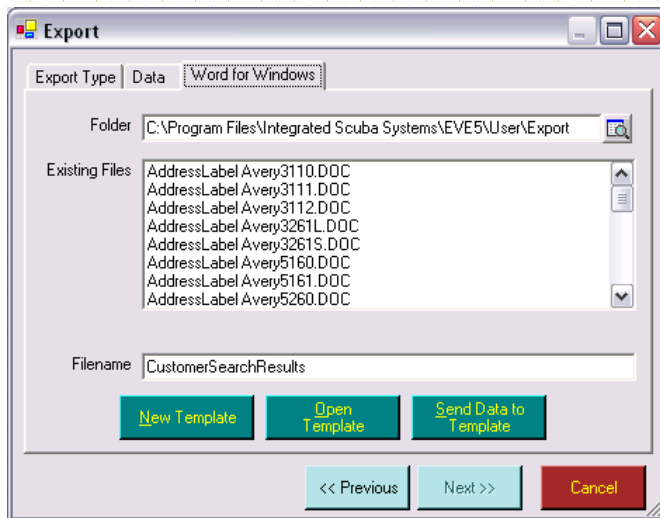 Export
Export Type Data Word for Windows
Folder C:\Program Files\Integrated Scuba Systems\EVE5\User\Export
Existing Files AddressLabel Avery3110.DOC
AddressLabel Avery3111.DOC
AddressLabel Avery3112.DOC
AddressLabel Avery3261L.DOC
AddressLabel Avery3261S.DOC
AddressLabel Avery5160.DOC
AddressLabel Avery5161.DOC
AddressLabel Avery5260.DOC
Filename CustomerSearchResults
New Template Open Template Send Data to Template
<< Previous Next >> Cancel